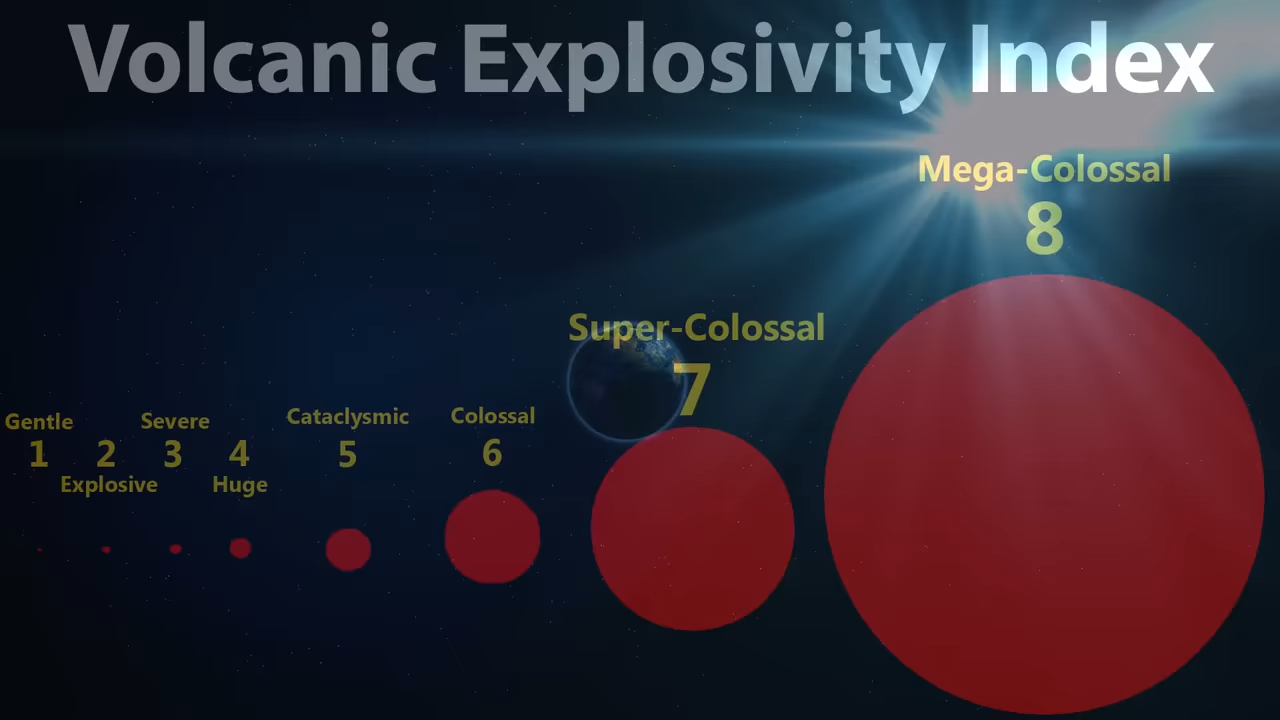 Volcanic Explosivity Index
Mega-Colossal
8
Super-Colossal
7
Gentle
1
Explosive
2
Severe
3
Huge
4
Cataclysmic
5
Colossal
6